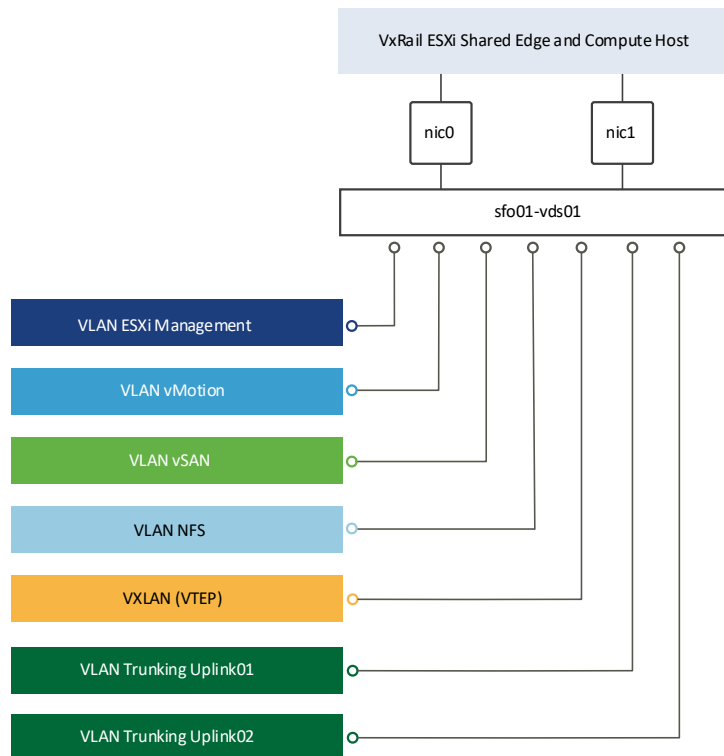 VxRail ESXi Shared Edge and Compute Host
nic0
nic1
sfo01-vds01
VLAN ESXi Management
VLAN vMotion
VLAN vSAN
VLAN NFS
VXLAN (VTEP)
VLAN Trunking Uplink01
VLAN Trunking Uplink02